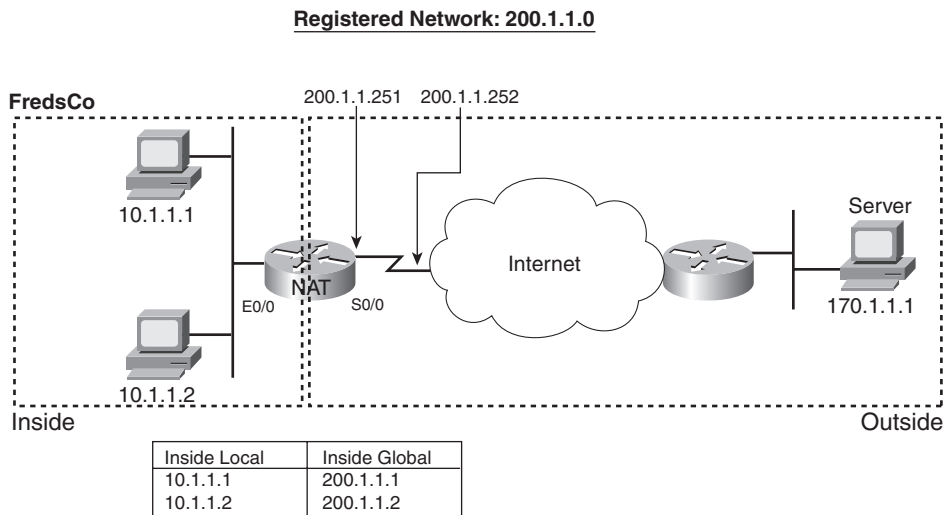 Registered Network: 200.1.1.0
200.1.1.251 200.1.1.252
FredsCo
10.1.1.1
Server
Internet
NAT
E0/0 S0/0
170.1.1.1
10.1.1.2
Inside Outside
Inside Local Inside Global
10.1.1.1 200.1.1.1
10.1.1.2 200.1.1.2